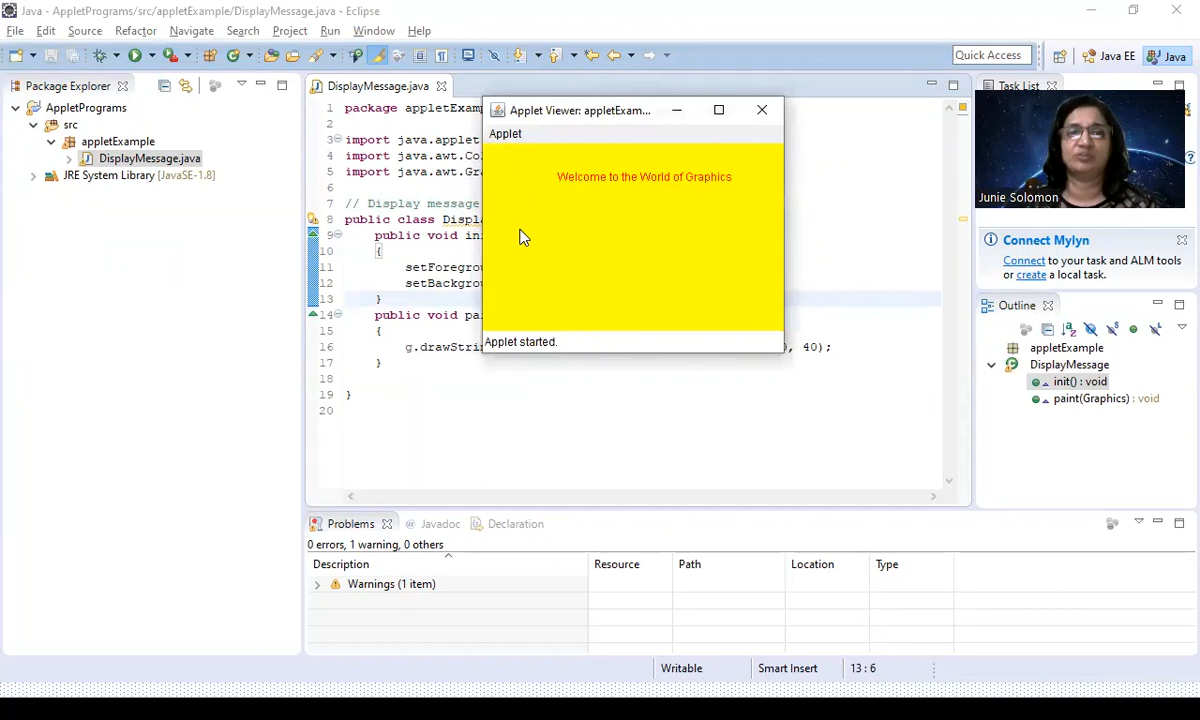 Java - AppletPrograms/src/appletExample/DisplayMessage.java - Eclipse
File Edit Source Refactor Navigate Search Project Run Window Help
Quick Access
Java EE
Java
Package Explorer
AppletPrograms
src
appletExample
DisplayMessage.java
JRE System Library [JavaSE-1.8]
DisplayMessage.java
1 package appletExam
2
3 import java.applet
4 import java.awt.Co
5 import java.awt.Gr
6
7 // Display message
8 public class Displa
9 public void ini
10 {
11 setForegrou
12 setBackgrou
13 }
14 public void pai
15 {
16 g.drawStrin , 40);
17 }
18
19 }
20
Applet Viewer: appletExam...
Applet
Welcome to the World of Graphics
Applet started.
Task List
Junie Solomon
Connect Mylyn
Connect to your task and ALM tools
or create a local task.
Outline
appletExample
DisplayMessage
init() : void
paint(Graphics) : void
Problems @ Javadoc Declaration
0 errors, 1 warning, 0 others
Description Resource Path Location Type
Warnings (1 item)
Writable Smart Insert 13 : 6